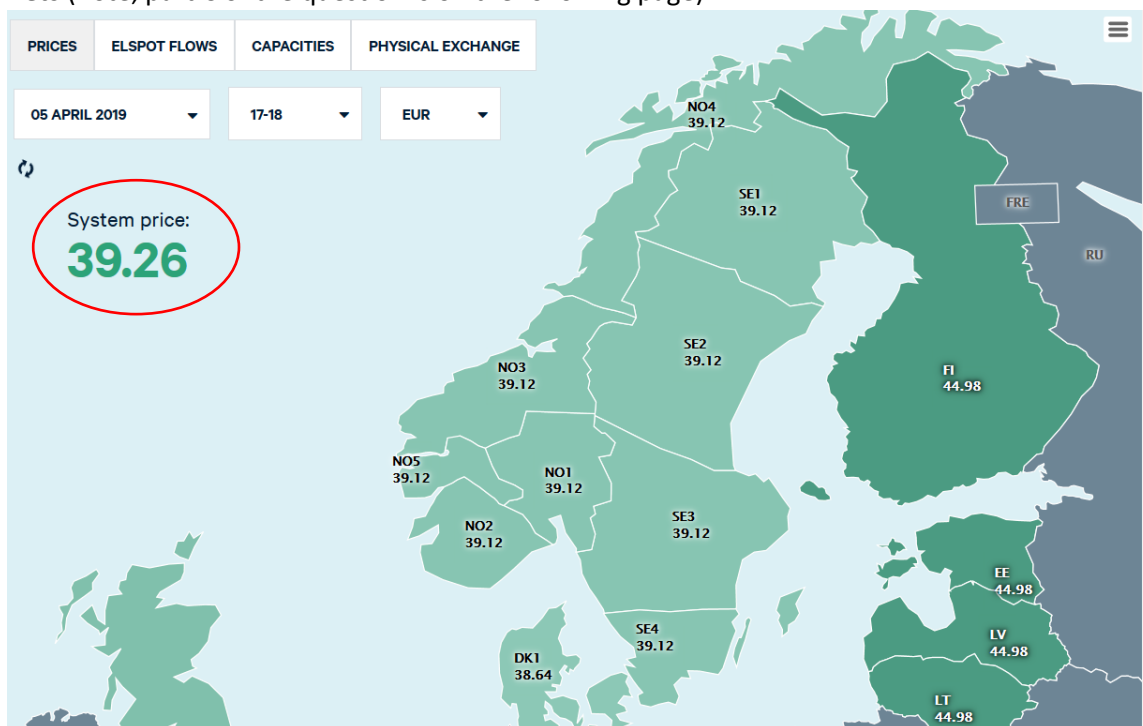 PRICES ELSPOT FLOWS CAPACITIES PHYSICAL EXCHANGE
05 APRIL 2019 17-18 EUR
System price:
39.26
NO4
39.12
SE1
39.12
FRE
RU
SE2
39.12
NO3
39.12
FI
44.98
NO5
39.12
NO1
39.12
NO2
39.12
SE3
39.12
EE
44.98
SE4
39.12
LV
44.98
DK1
38.64
LT
44.98